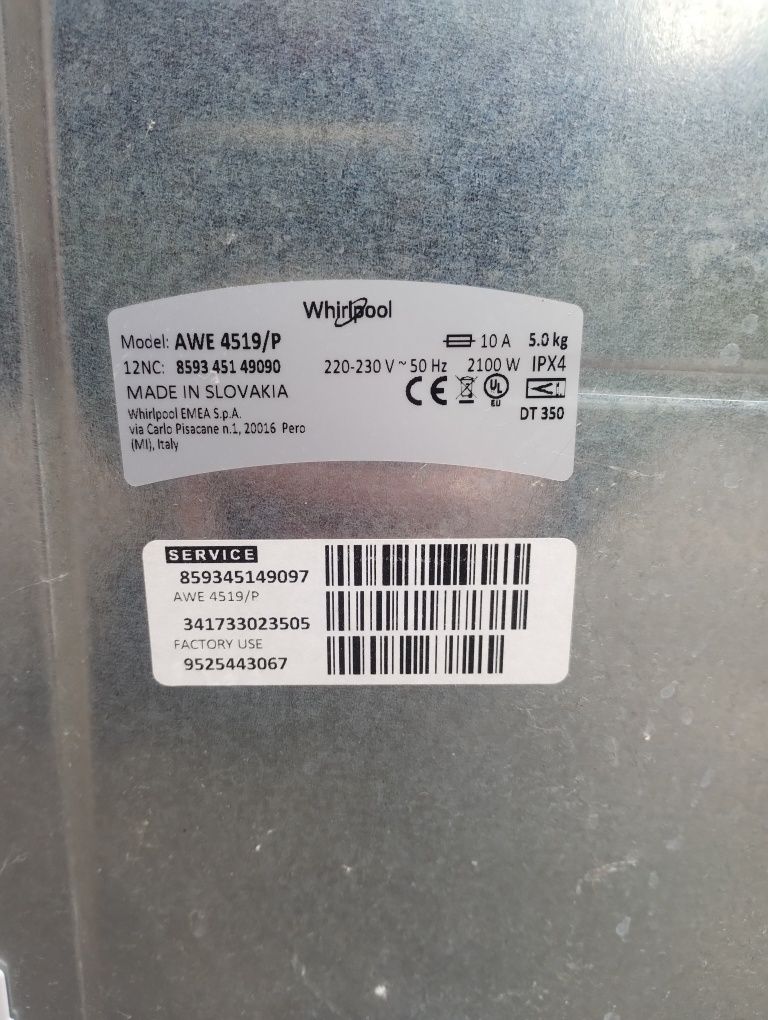 Whirlpool
Model: AWE 4519/P
10 A 5.0 kg
12NC: 8593 451 49090
220-230 V ~ 50 Hz 2100 W IPX4
MADE IN SLOVAKIA
CE UL EU
Whirlpool EMEA S.p.A.
DT 350
via Carlo Pisacane n.1, 20016 Pero
(MI), Italy
SERVICE
859345149097
AWE 4519/P
341733023505
FACTORY USE
9525443067